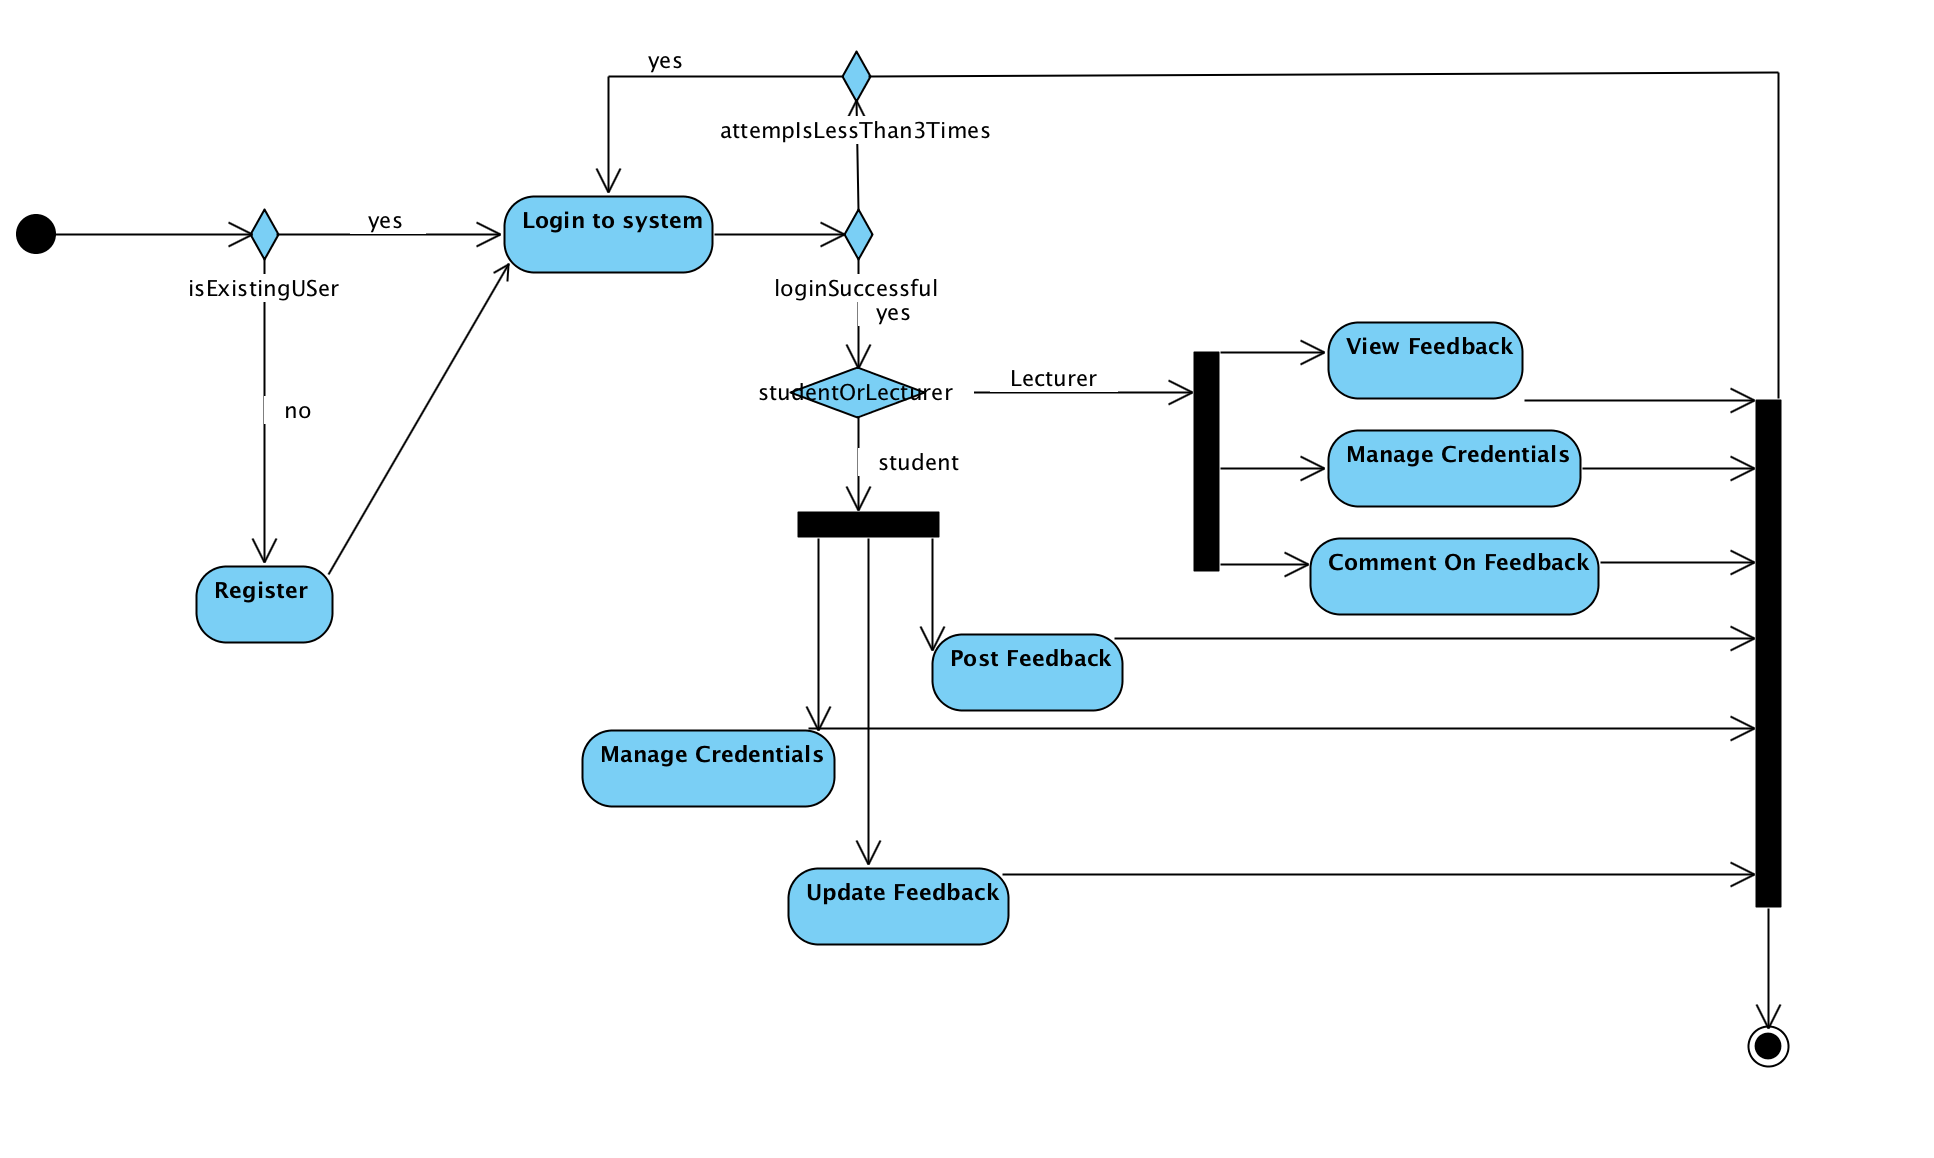 yes
attempIsLessThan3Times
yes
Login to system
isExistingUSer
loginSuccessful
yes
View Feedback
Lecturer
studentOrLecturer
no
student
Manage Credentials
Comment On Feedback
Register
Post Feedback
Manage Credentials
Update Feedback